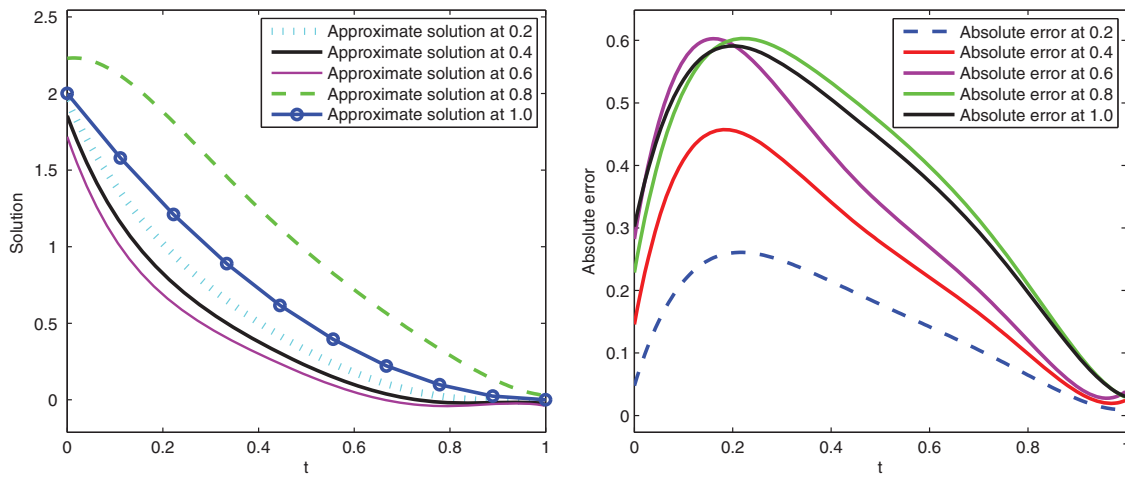 2.5
2
1.5
1
0.5
0
Solution
0
0.2
0.4
0.6
0.8
1
t
Approximate solution at 0.2
Approximate solution at 0.4
Approximate solution at 0.6
Approximate solution at 0.8
Approximate solution at 1.0
0.6
0.5
0.4
0.3
0.2
0.1
0
Absolute error
0
0.2
0.4
0.6
0.8
1
t
Absolute error at 0.2
Absolute error at 0.4
Absolute error at 0.6
Absolute error at 0.8
Absolute error at 1.0